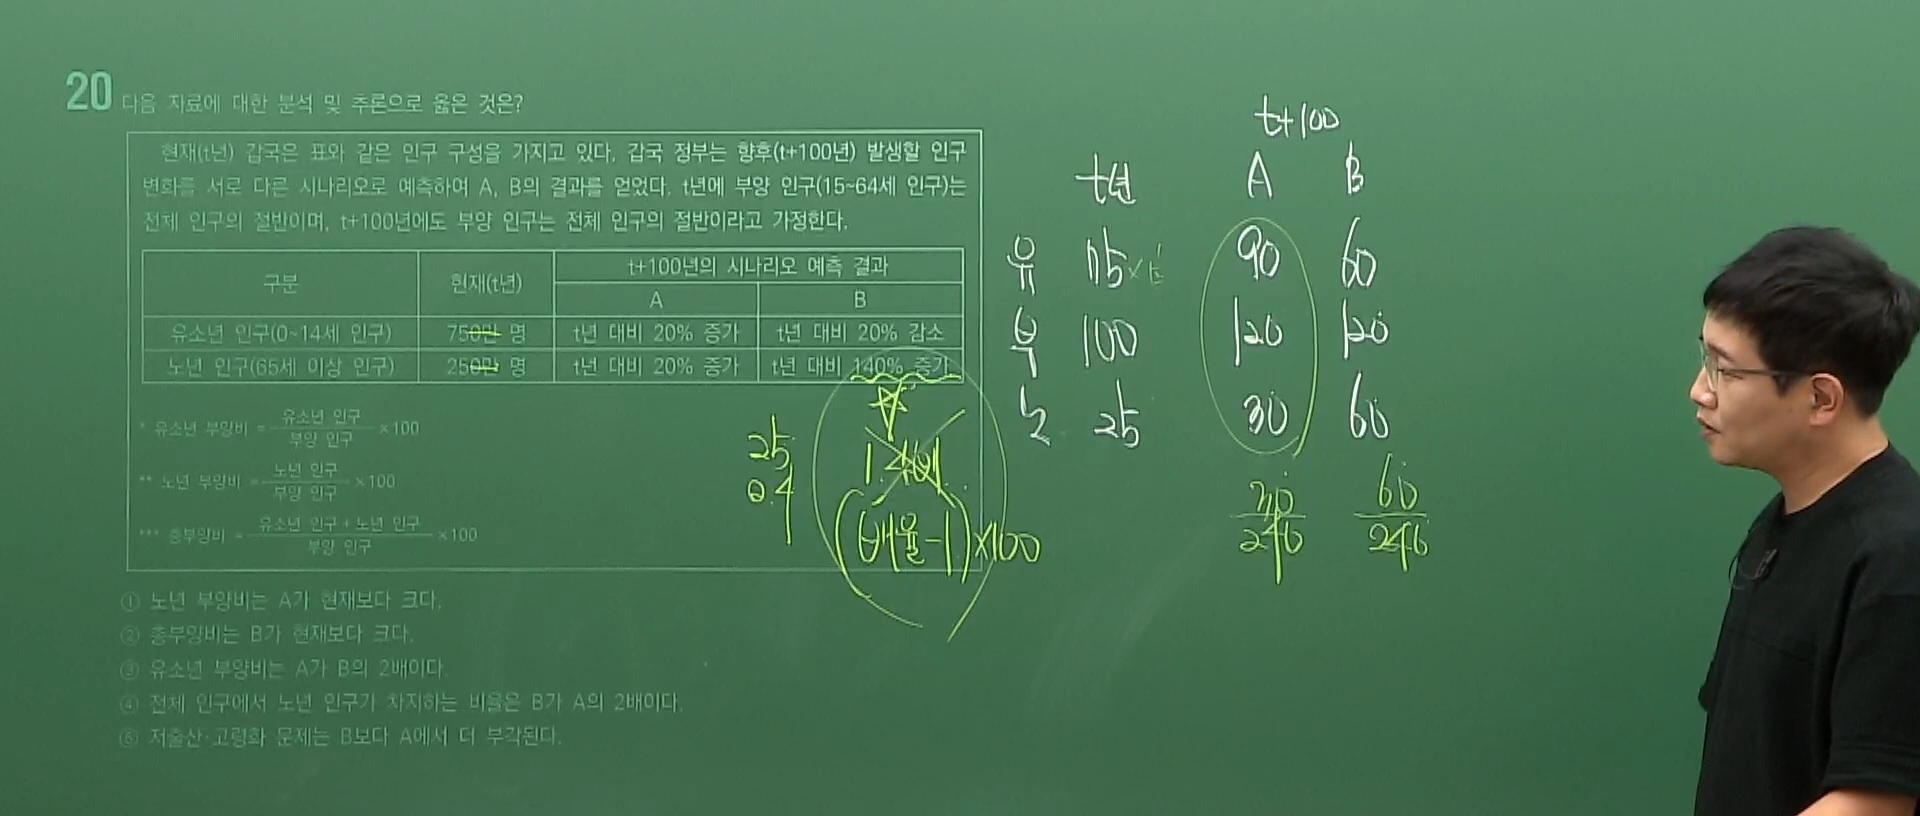 20 다음 자료에 대한 분석 및 추론으로 옳은 것은?
현재(t년) 갑국은 표와 같은 인구 구성을 가지고 있다. 갑국 정부는 향후(t+100년) 발생할 인구
변화를 서로 다른 시나리오로 예측하여 A, B의 결과를 얻었다. t년에 부양 인구(15~64세 인구)는
전체 인구의 절반이며, t+100년에도 부양 인구는 전체 인구의 절반이라고 가정한다.
구분 현재(t년) t+100년의 시나리오 예측 결과
A B
유소년 인구(0~14세 인구) 750만 명 t년 대비 20% 증가 t년 대비 20% 감소
노년 인구(65세 이상 인구) 250만 명 t년 대비 20% 증가 t년 대비 140% 증가
* 유소년 부양비 = 유소년 인구 / 부양 인구 ×100
** 노년 부양비 = 노년 인구 / 부양 인구 ×100
*** 총부양비 = 유소년 인구 + 노년 인구 / 부양 인구 ×100
① 노년 부양비는 A가 현재보다 크다.
② 총부양비는 B가 현재보다 크다.
③ 유소년 부양비는 A가 B의 2배이다.
④ 전체 인구에서 노년 인구가 차지하는 비율은 B가 A의 2배이다.
⑤ 저출산·고령화 문제는 B보다 A에서 더 부각된다.
25
2.4
1.4배
(배율-1)×100
t+100
t년 A B
유 75 90 60
부 100 120 120
노 25 30 60
30/240 60/240